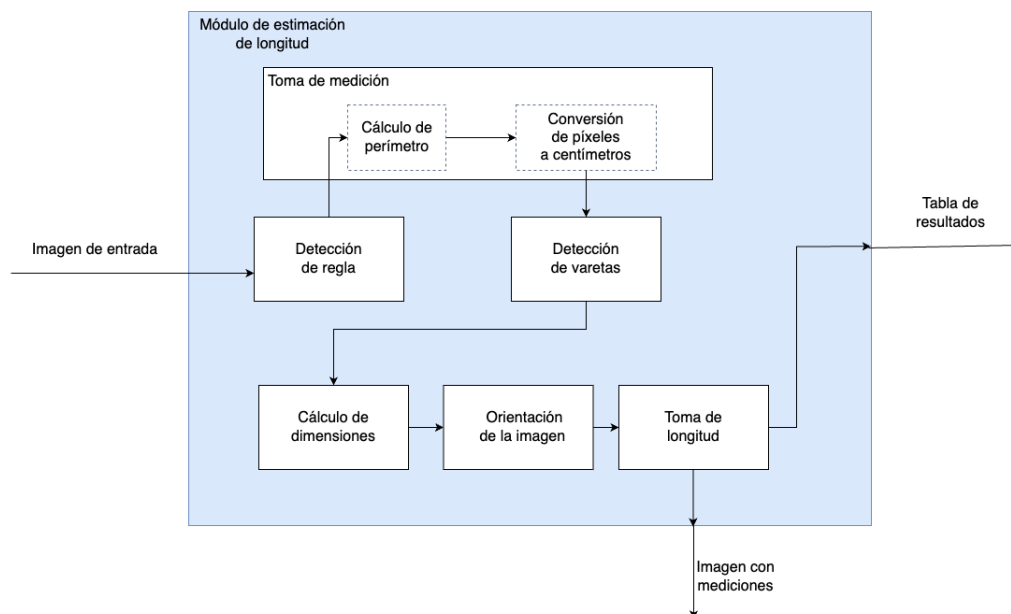 Módulo de estimación
de longitud
Toma de medición
Cálculo de
perímetro
Conversión
de píxeles
a centímetros
Imagen de entrada
Detección
de regla
Detección
de varetas
Tabla de
resultados
Cálculo de
dimensiones
Orientación
de la imagen
Toma de
longitud
Imagen con
mediciones